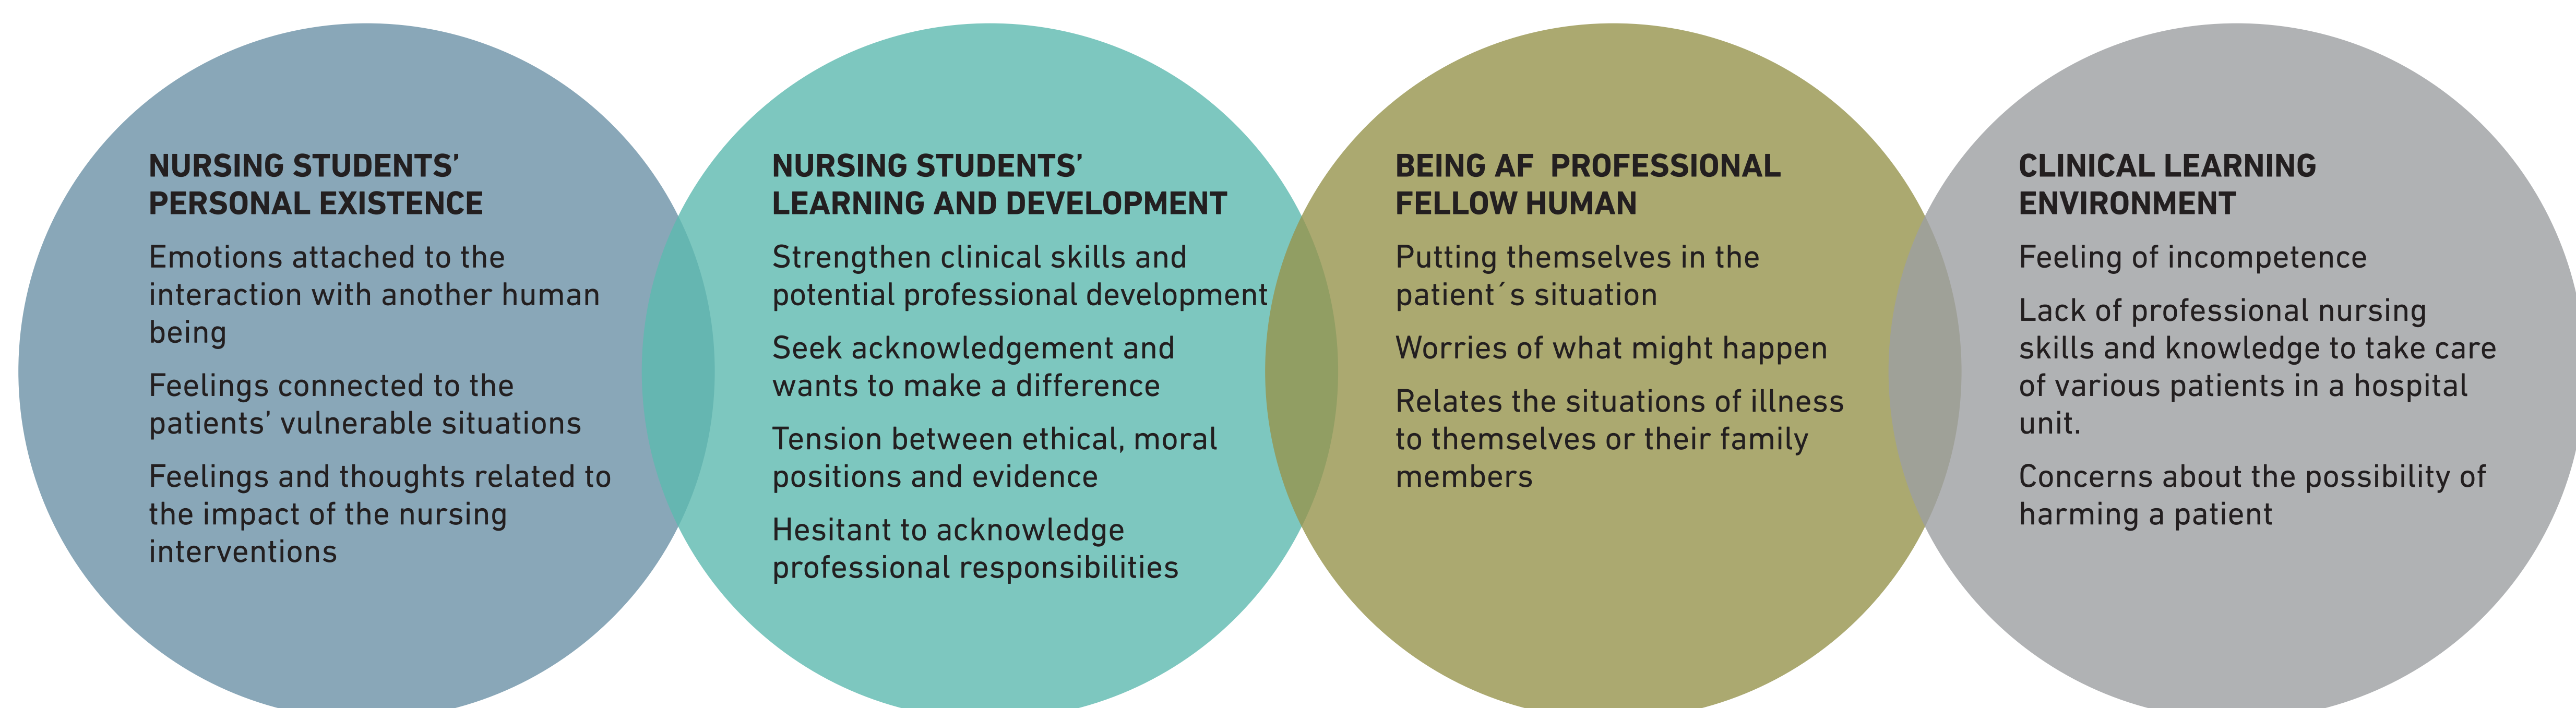 NURSING STUDENTS’
PERSONAL EXISTENCE
Emotions attached to the
interaction with another human
being
Feelings connected to the
patients’ vulnerable situations
Feelings and thoughts related to
the impact of the nursing
interventions
NURSING STUDENTS’
LEARNING AND DEVELOPMENT
Strengthen clinical skills and
potential professional development
Seek acknowledgement and
wants to make a difference
Tension between ethical, moral
positions and evidence
Hesitant to acknowledge
professional responsibilities
BEING AF  PROFESSIONAL
FELLOW HUMAN
Putting themselves in the
patient´s situation
Worries of what might happen
Relates the situations of illness
to themselves or their family
members
CLINICAL LEARNING
ENVIRONMENT
Feeling of incompetence
Lack of professional nursing
skills and knowledge to take care
of various patients in a hospital
unit.
Concerns about the possibility of
harming a patient